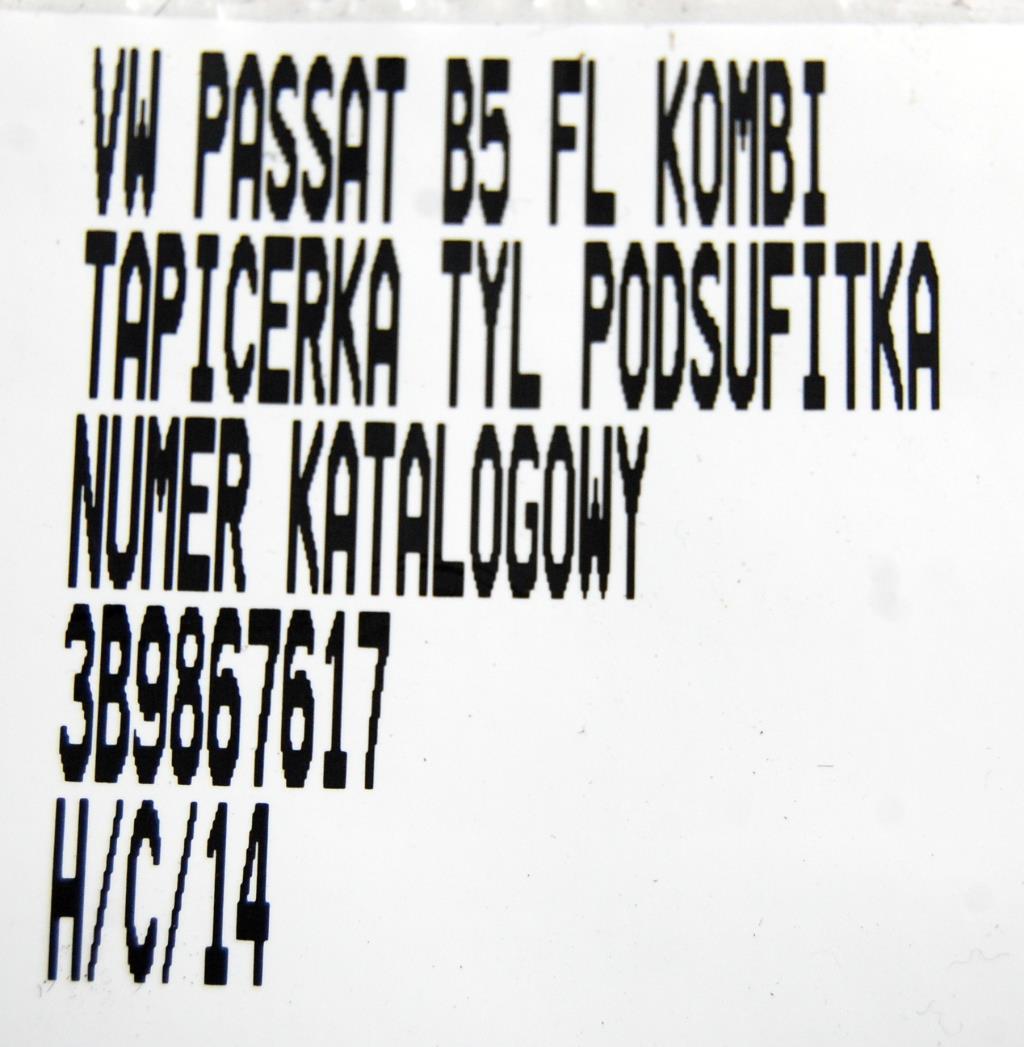 VW PASSAT B5 FL KOMBI
TAPICERKA TYL PODSUFITKA
NUMER KATALOGOWY
3B9867617
H/C/14